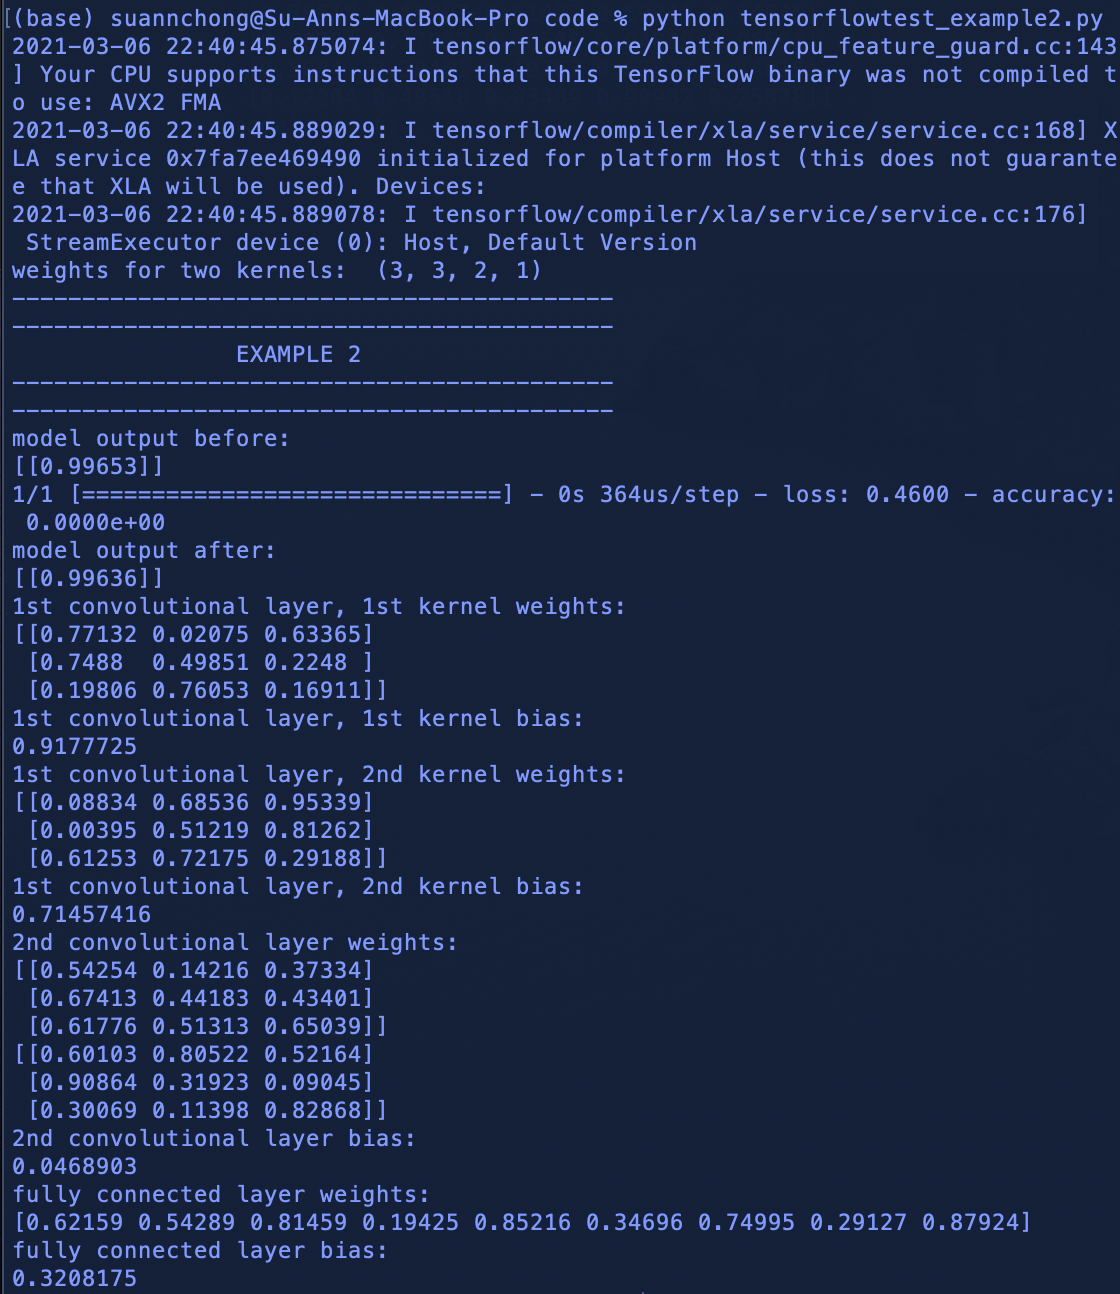 [(base) suannchong@Su-Anns-MacBook-Pro code % python tensorflowtest_example2.py
2021-03-06 22:40:45.875074: I tensorflow/core/platform/cpu_feature_guard.cc:143
] Your CPU supports instructions that this TensorFlow binary was not compiled t
o use: AVX2 FMA
2021-03-06 22:40:45.889029: I tensorflow/compiler/xla/service/service.cc:168] X
LA service 0x7fa7ee469490 initialized for platform Host (this does not guarante
e that XLA will be used). Devices:
2021-03-06 22:40:45.889078: I tensorflow/compiler/xla/service/service.cc:176]
 StreamExecutor device (0): Host, Default Version
weights for two kernels:  (3, 3, 2, 1)
-------------------------------------------
-------------------------------------------
                EXAMPLE 2
-------------------------------------------
-------------------------------------------
model output before:
[[0.99653]]
1/1 [==============================] - 0s 364us/step - loss: 0.4600 - accuracy:
 0.0000e+00
model output after:
[[0.99636]]
1st convolutional layer, 1st kernel weights:
[[0.77132 0.02075 0.63365]
 [0.7488  0.49851 0.2248 ]
 [0.19806 0.76053 0.16911]]
1st convolutional layer, 1st kernel bias:
0.9177725
1st convolutional layer, 2nd kernel weights:
[[0.08834 0.68536 0.95339]
 [0.00395 0.51219 0.81262]
 [0.61253 0.72175 0.29188]]
1st convolutional layer, 2nd kernel bias:
0.71457416
2nd convolutional layer weights:
[[0.54254 0.14216 0.37334]
 [0.67413 0.44183 0.43401]
 [0.61776 0.51313 0.65039]]
[[0.60103 0.80522 0.52164]
 [0.90864 0.31923 0.09045]
 [0.30069 0.11398 0.82868]]
2nd convolutional layer bias:
0.0468903
fully connected layer weights:
[0.62159 0.54289 0.81459 0.19425 0.85216 0.34696 0.74995 0.29127 0.87924]
fully connected layer bias:
0.3208175